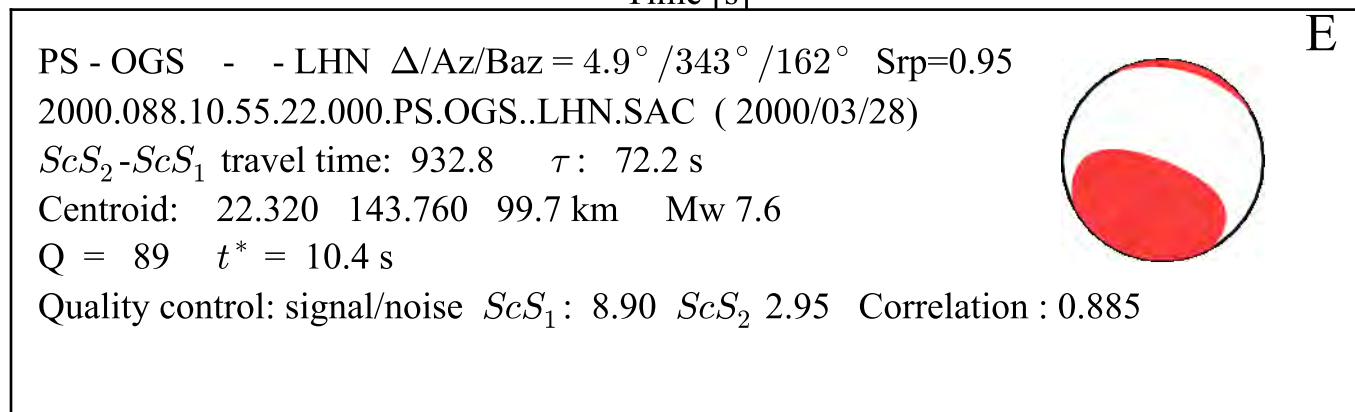 Time [s]
E
PS - OGS - - LHN Δ/Az/Baz = 4.9° /343° /162° Srp=0.95
2000.088.10.55.22.000.PS.OGS..LHN.SAC ( 2000/03/28)
ScS₂-ScS₁ travel time: 932.8 τ : 72.2 s
Centroid: 22.320 143.760 99.7 km Mw 7.6
Q = 89 t* = 10.4 s
Quality control: signal/noise ScS₁ : 8.90 ScS₂ 2.95 Correlation : 0.885